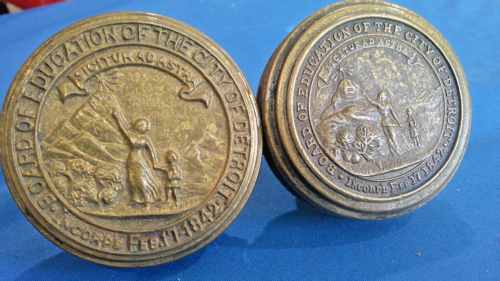 BOARD OF EDUCATION OF THE CITY OF DETROIT
SIC ITUR AD ASTRA
INCORP'D FEB. 17. 1842.
BOARD OF EDUCATION OF THE CITY OF DETROIT
SIC ITUR AD ASTRA
INCORP'D FEB. 17. 1842.